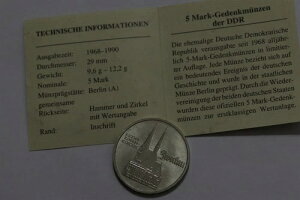 TECHNISCHE INFORMATIONEN
Ausgabezeit: 1968-1990
Durchmesser: 29 mm
Gewicht: 9,6 g - 12,2 g
Nominale: 5 Mark
Münzprägstätte: Berlin (A)
gemeinsame
Rückseite: Hammer und Zirkel
mit Wertangabe
Rand: Inschrift
5 Mark-Gedenkmünzen
der DDR
Die ehemalige Deutsche Demokratische
Republik verausgabte seit 1968 alljähr-
lich 5-Mark-Gedenkmünzen in limitier-
ter Auflage. Jede Münze bezieht sich auf
ein bedeutendes Ereignis der deutschen
Geschichte und wurde in der staatlichen
Münze Berlin geprägt. Durch die Wieder-
vereinigung der beiden deutschen Staaten
wurden diese offiziellen 5 Mark-Gedenk-
münzen zur erstklassigen Wertanlage.